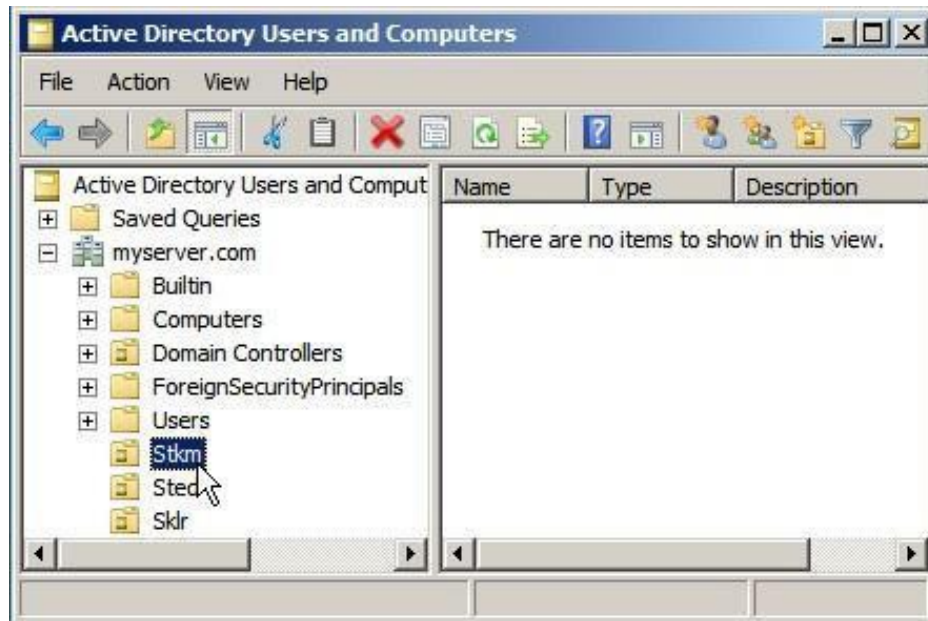 Active Directory Users and Computers
File Action View Help
Active Directory Users and Comput
Name Type Description
Saved Queries
There are no items to show in this view.
myserver.com
Builtin
Computers
Domain Controllers
ForeignSecurityPrincipals
Users
Stkm
Sklr